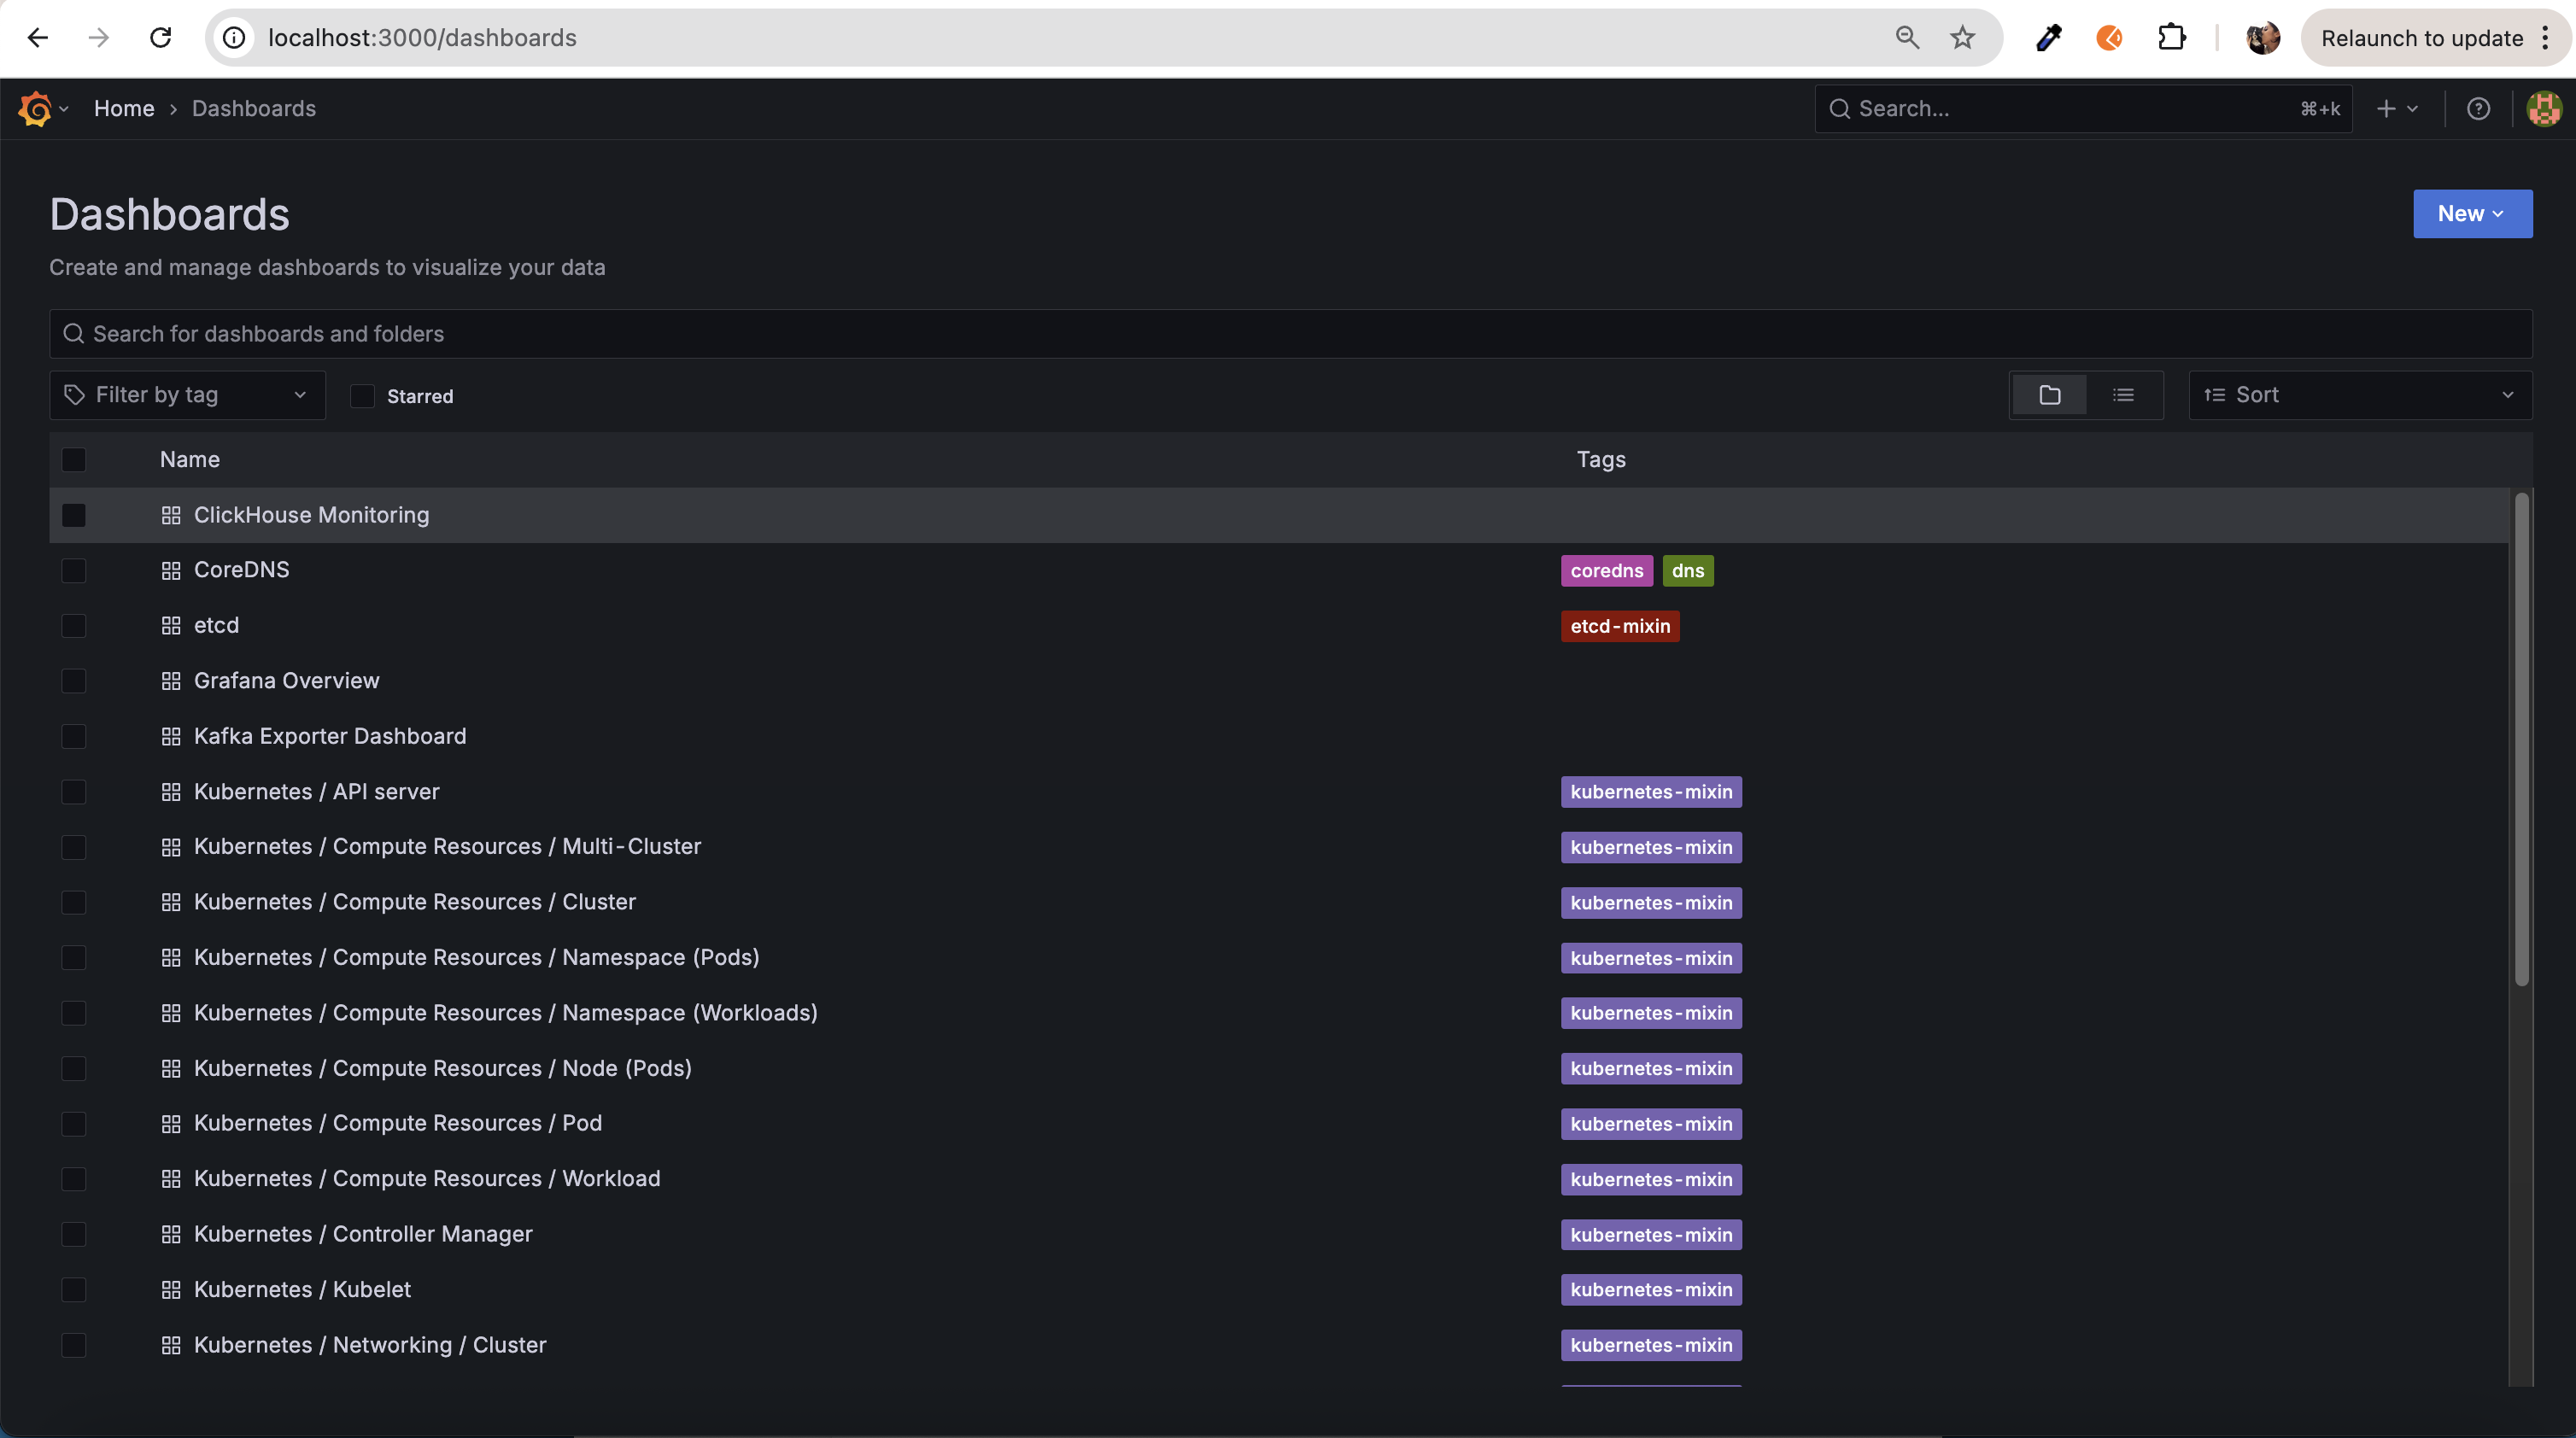 localhost:3000/dashboards
Relaunch to update
Home
Dashboards
Search...
⌘+k
Dashboards
New
Create and manage dashboards to visualize your data
Search for dashboards and folders
Filter by tag
Starred
Sort
Name Tags
ClickHouse Monitoring
CoreDNS coredns dns
etcd etcd-mixin
Grafana Overview
Kafka Exporter Dashboard
Kubernetes / API server kubernetes-mixin
Kubernetes / Compute Resources / Multi-Cluster kubernetes-mixin
Kubernetes / Compute Resources / Cluster kubernetes-mixin
Kubernetes / Compute Resources / Namespace (Pods) kubernetes-mixin
Kubernetes / Compute Resources / Namespace (Workloads) kubernetes-mixin
Kubernetes / Compute Resources / Node (Pods) kubernetes-mixin
Kubernetes / Compute Resources / Pod kubernetes-mixin
Kubernetes / Compute Resources / Workload kubernetes-mixin
Kubernetes / Controller Manager kubernetes-mixin
Kubernetes / Kubelet kubernetes-mixin
Kubernetes / Networking / Cluster kubernetes-mixin